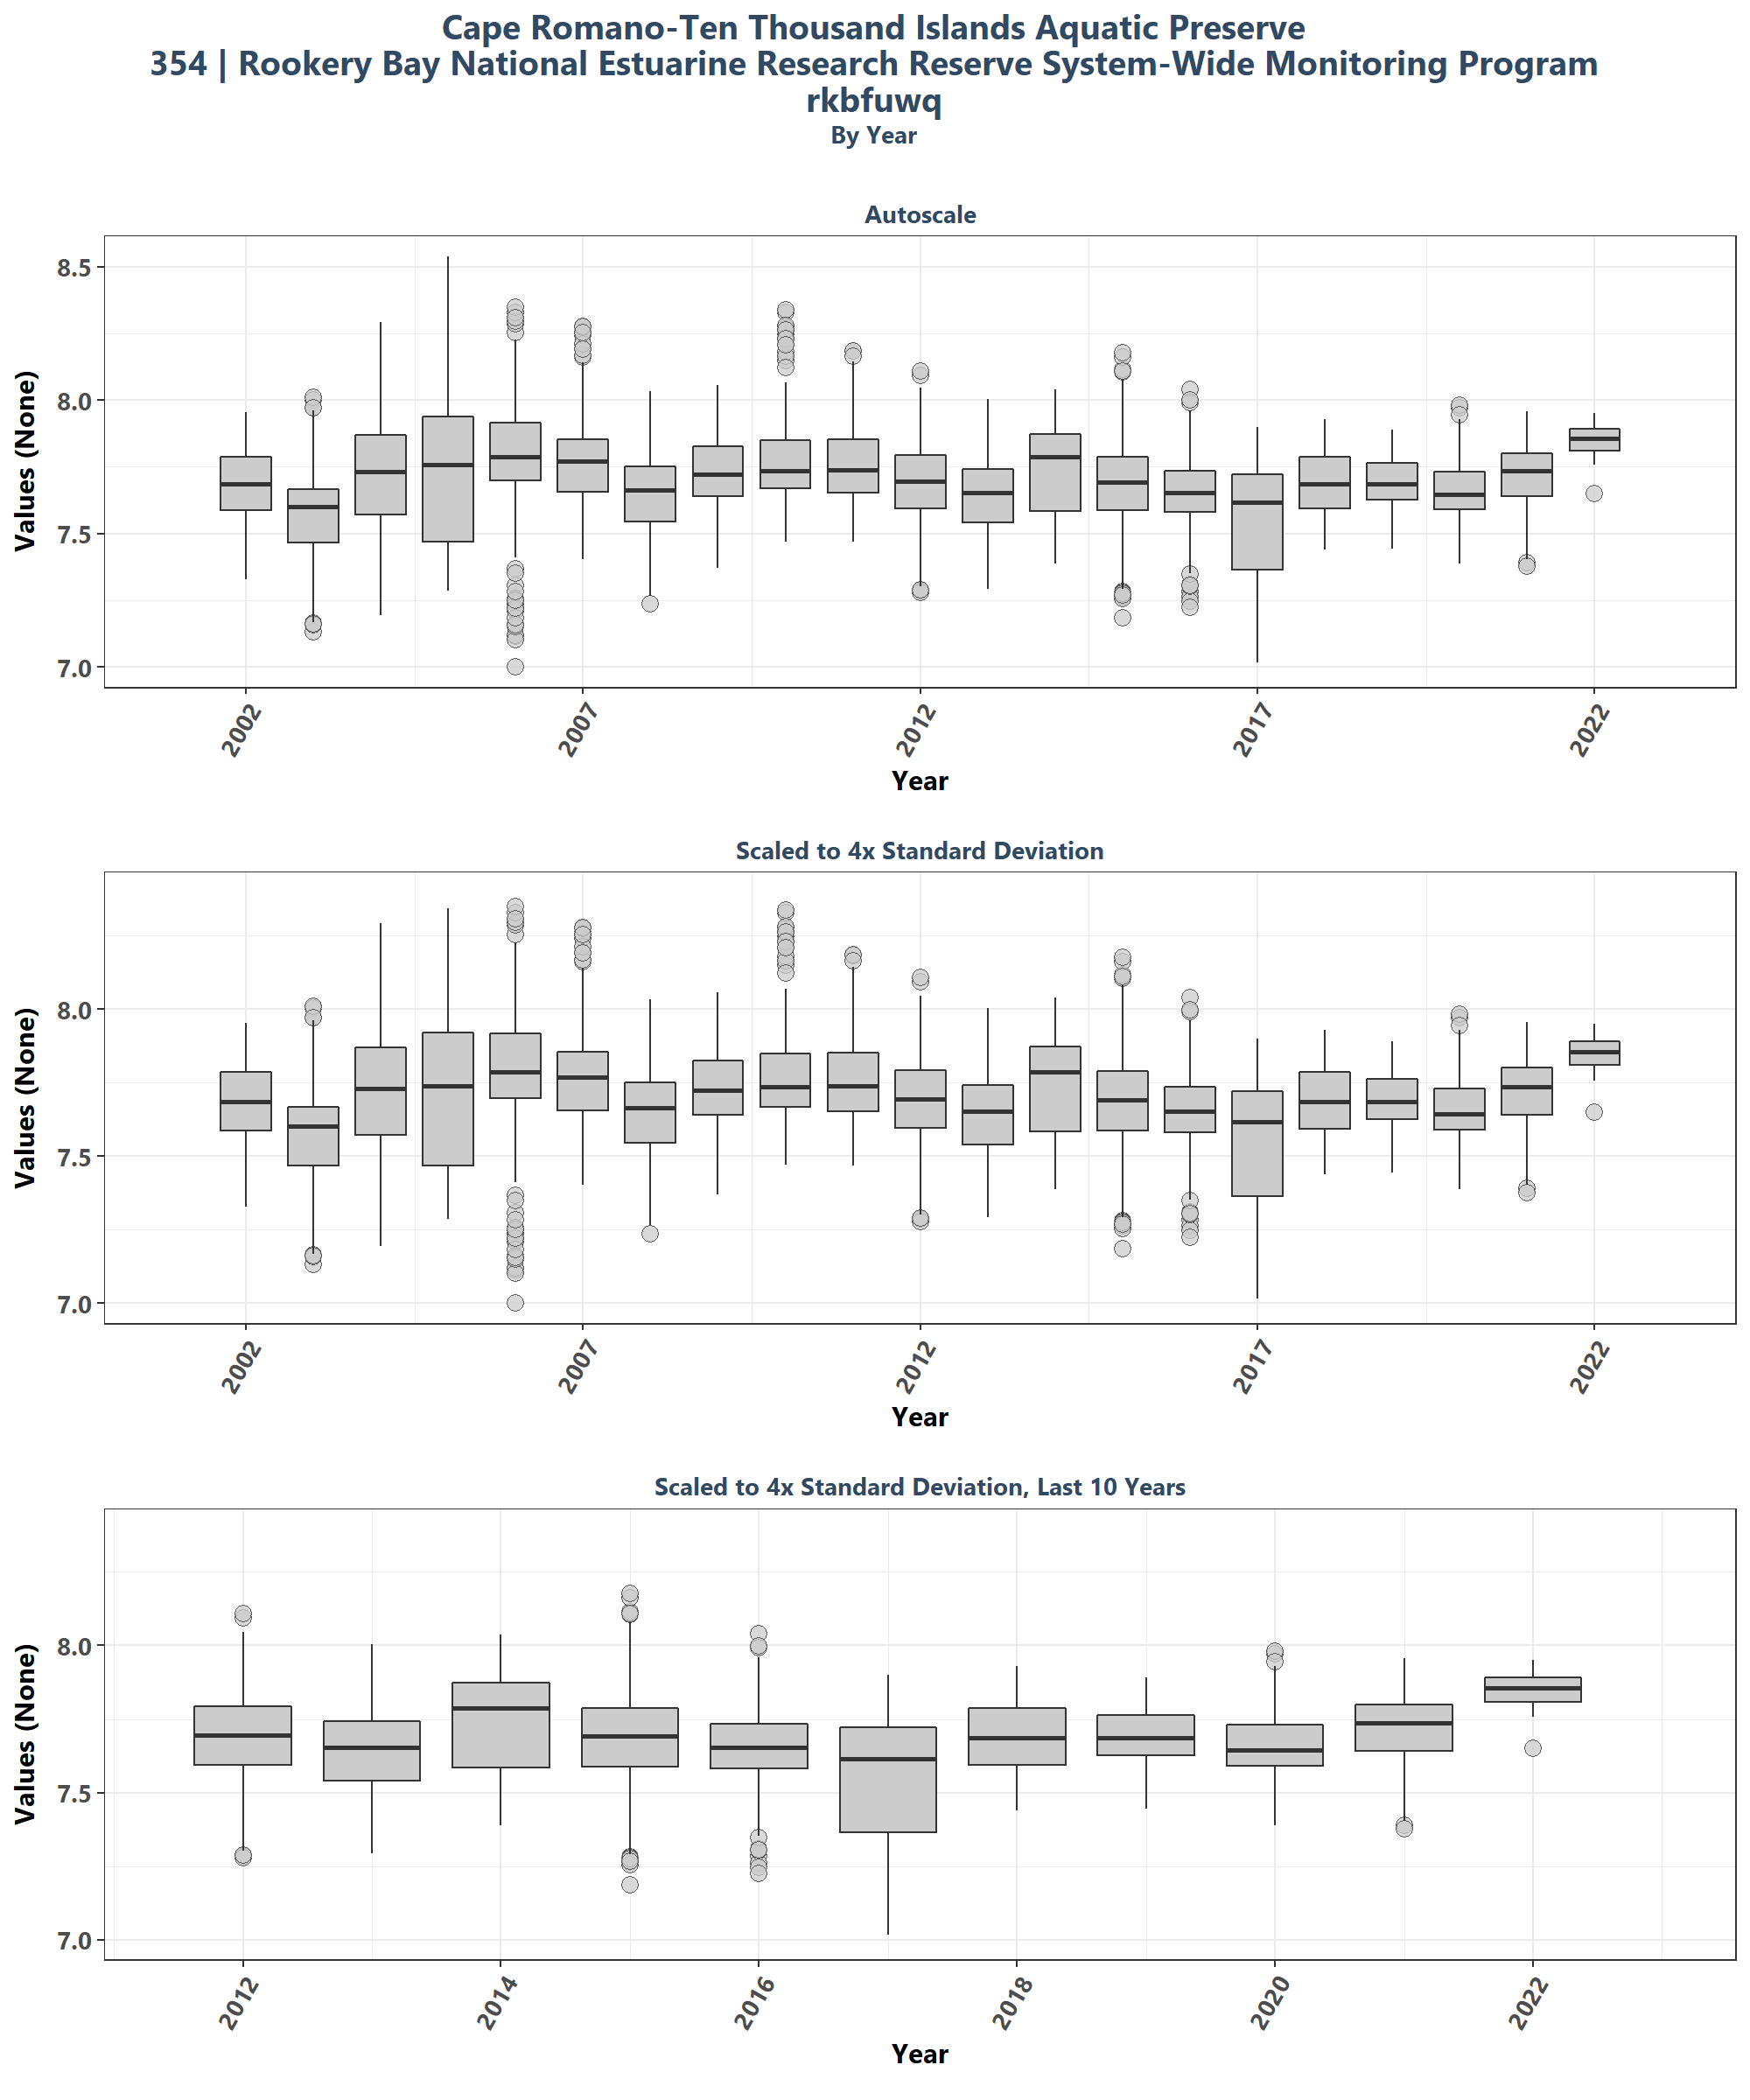 Cape Romano-Ten Thousand Islands Aquatic Preserve
354 | Rookery Bay National Estuarine Research Reserve System-Wide Monitoring Program
rkbfuwq
By Year
Autoscale
Values (None)
8.5
8.0
7.5
7.0
2002
2007
2012
2017
2022
Year
Scaled to 4x Standard Deviation
Values (None)
8.0
7.5
7.0
2002
2007
2012
2017
2022
Year
Scaled to 4x Standard Deviation, Last 10 Years
Values (None)
8.0
7.5
7.0
2012
2014
2016
2018
2020
2022
Year